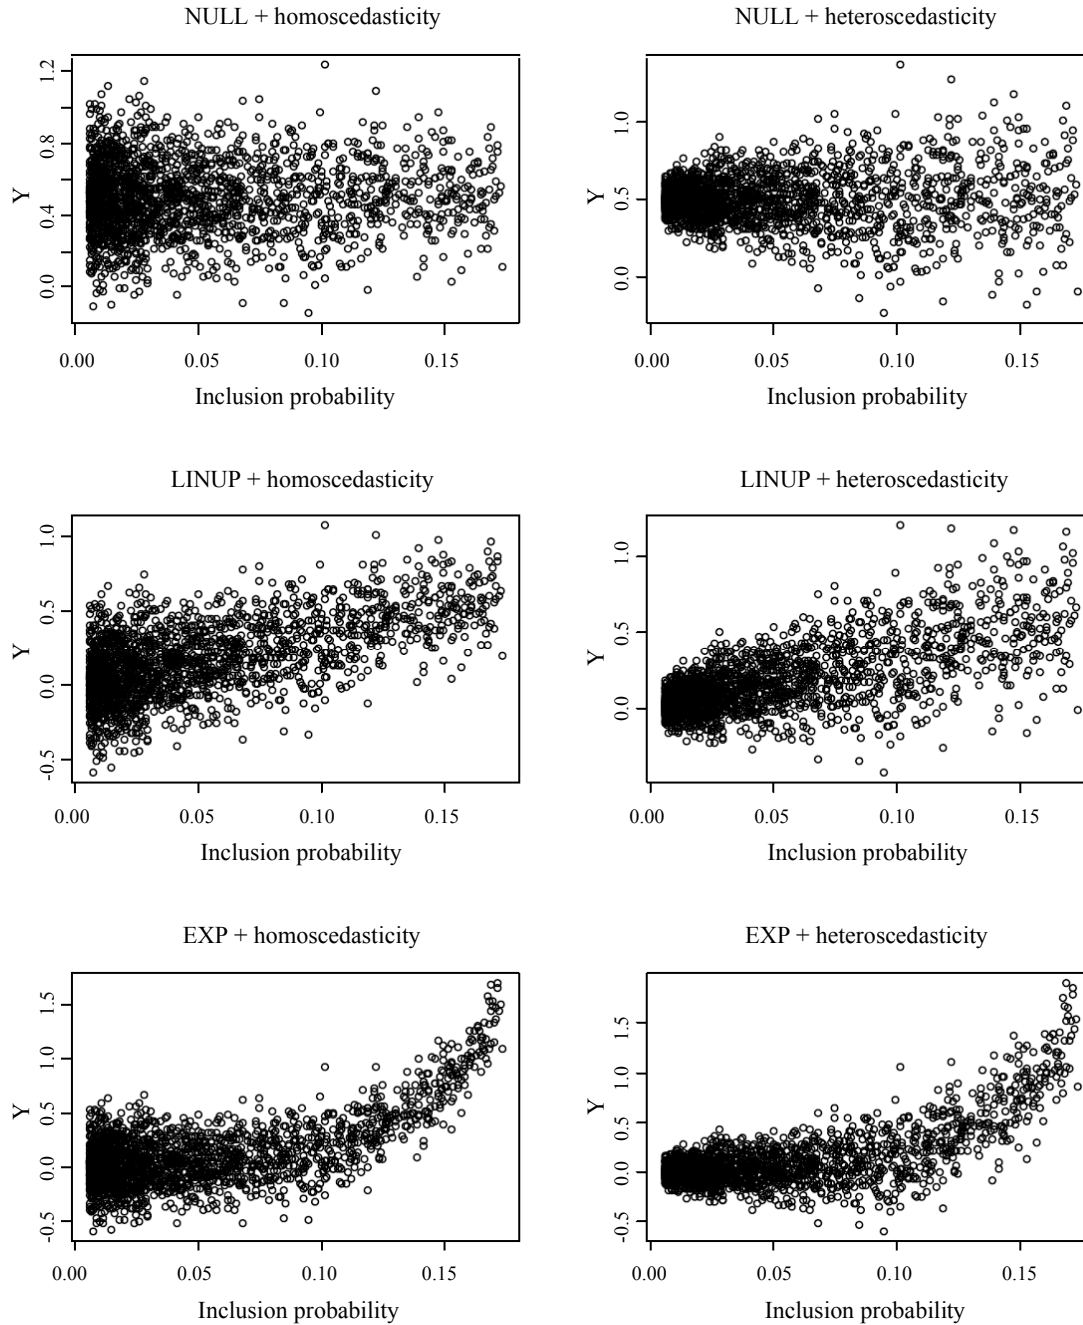 NULL + homoscedasticity
NULL + heteroscedasticity
Y
1.2
0.8
0.4
0.0
0.00 0.05 0.10 0.15
Inclusion probability
Y
1.0
0.5
0.0
0.00 0.05 0.10 0.15
Inclusion probability
LINUP + homoscedasticity
LINUP + heteroscedasticity
Y
1.0
0.5
0.0
-0.5
0.00 0.05 0.10 0.15
Inclusion probability
Y
1.0
0.5
0.0
0.00 0.05 0.10 0.15
Inclusion probability
EXP + homoscedasticity
EXP + heteroscedasticity
Y
1.5
1.0
0.5
0.0
-0.5
0.00 0.05 0.10 0.15
Inclusion probability
Y
1.5
1.0
0.5
0.0
-0.5
0.00 0.05 0.10 0.15
Inclusion probability